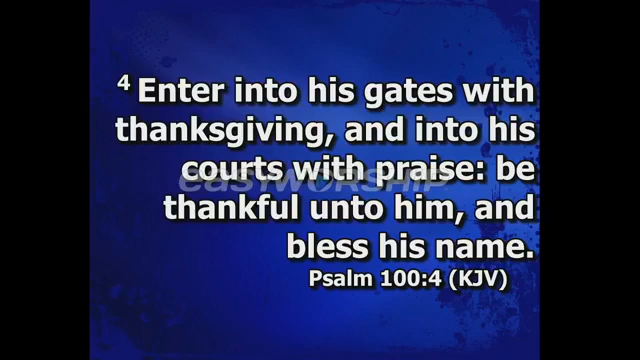 4 Enter into his gates with
thanksgiving, and into his
courts with praise: be
EASYWORSHIP
thankful unto him, and
bless his name.
Psalm 100:4 (KJV)